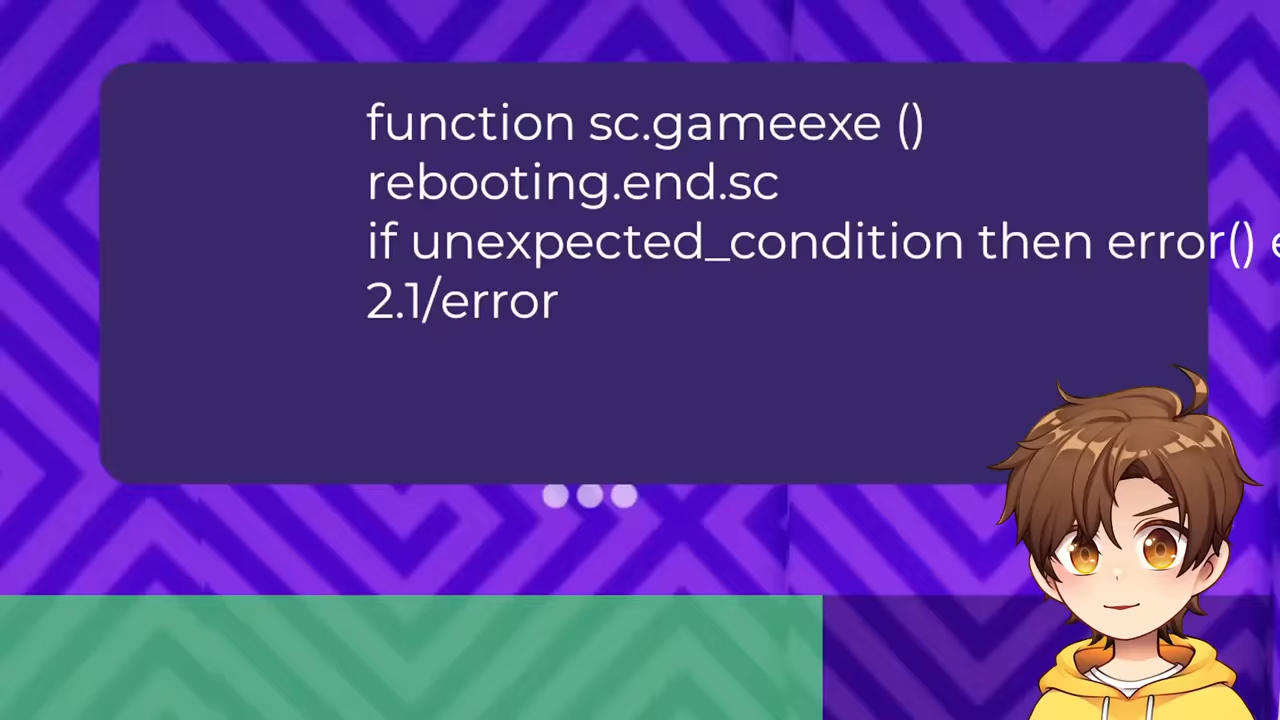 function sc.gameexe ()
rebooting.end.sc
if unexpected_condition then error()
2.1/error